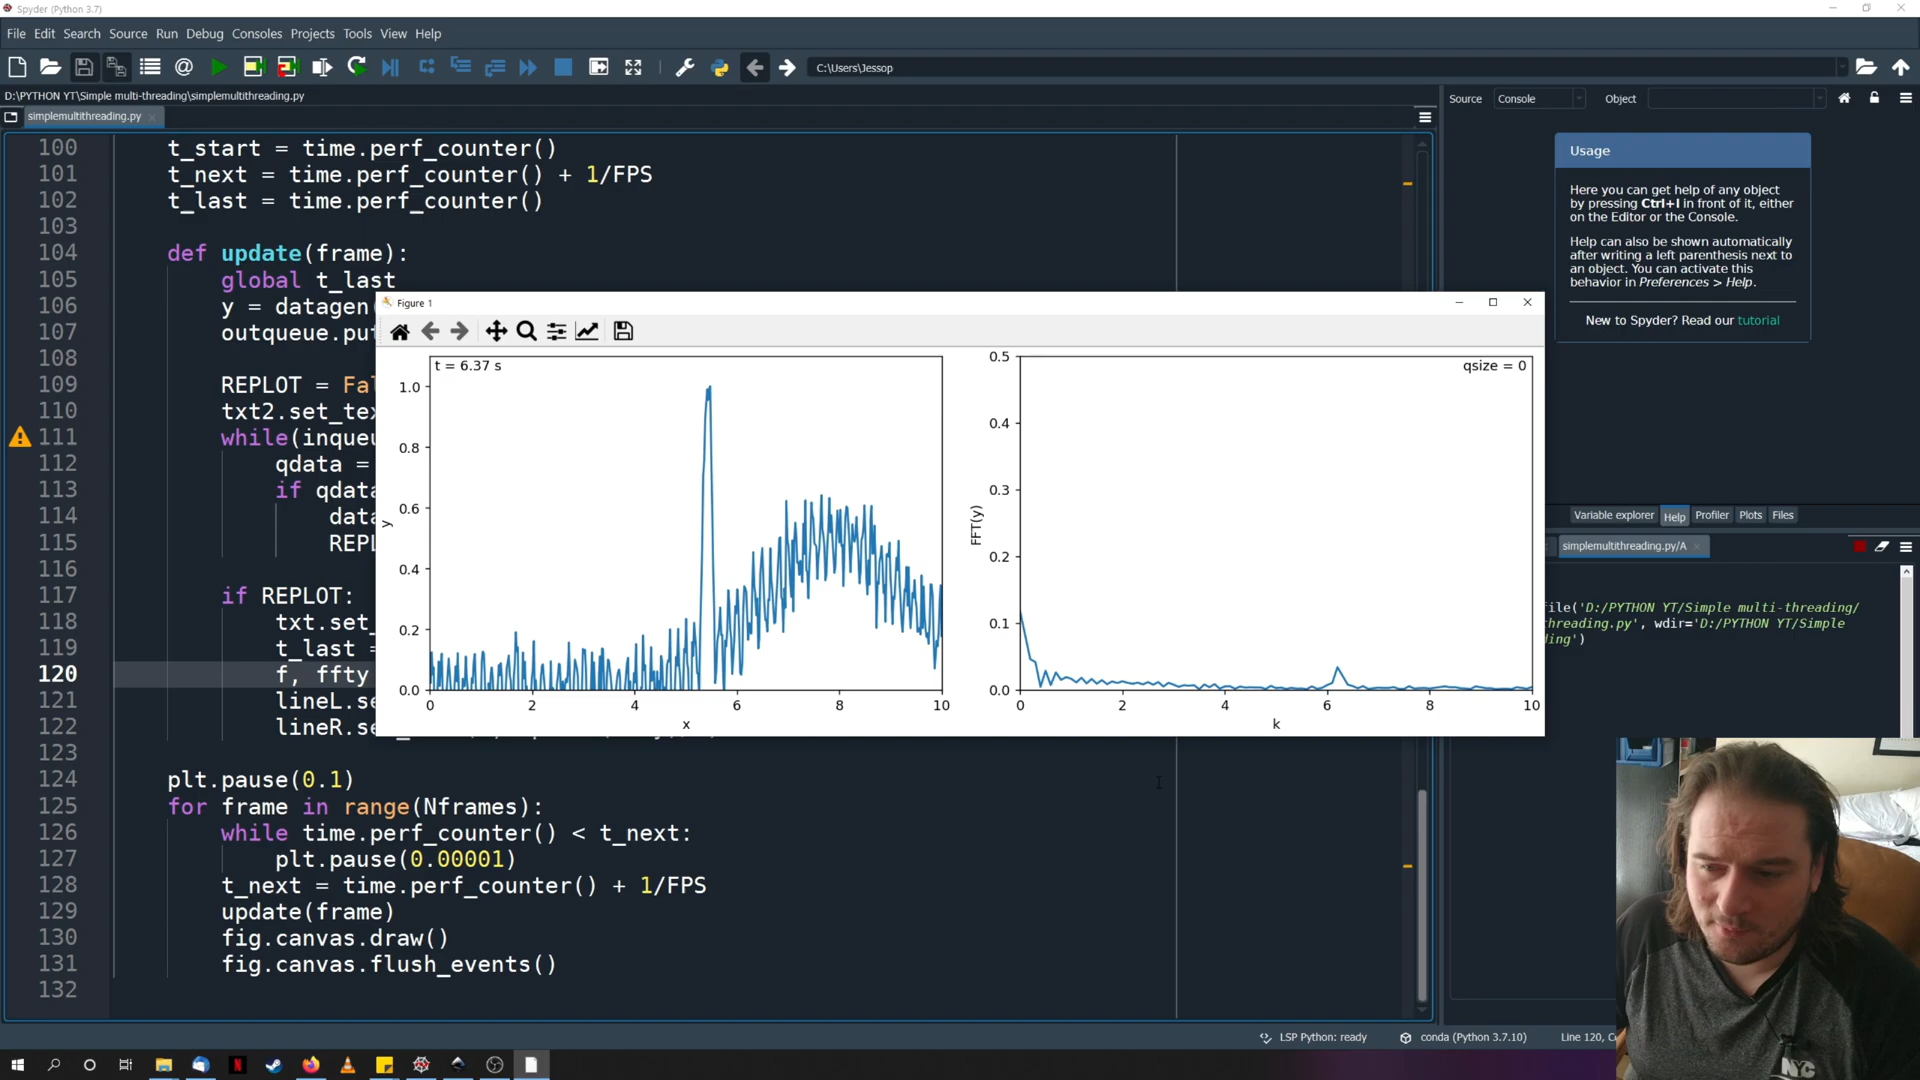 Spyder (Python 3.7)
File Edit Search Source Run Debug Consoles Projects Tools View Help
C:\Users\Jessop
D:\PYTHON YT\Simple multi-threading\simplemultithreading.py
simplemultithreading.py
100 t_start = time.perf_counter()
101 t_next = time.perf_counter() + 1/FPS
102 t_last = time.perf_counter()
103
104 def update(frame):
105 global t_last
106 y = datagen(
107 outqueue.pu
108
109 REPLOT = Fa
110 txt2.set_te
111 while(inque
112 qdata =
113 if qdat
114 data
115 REPL
116
117 if REPLOT:
118 txt.set_
119 t_last =
120 f, ffty
121 lineL.se
122 lineR.se
123
124 plt.pause(0.1)
125 for frame in range(Nframes):
126 while time.perf_counter() < t_next:
127 plt.pause(0.00001)
128 t_next = time.perf_counter() + 1/FPS
129 update(frame)
130 fig.canvas.draw()
131 fig.canvas.flush_events()
132
Figure 1
t = 6.37 s
1.0
0.8
0.6
0.4
0.2
0.0
y
0 2 4 6 8 10
x
qsize = 0
0.5
0.4
0.3
0.2
0.1
0.0
FFT(y)
0 2 4 6 8 10
k
Source Console Object
Usage
Here you can get help of any object
by pressing Ctrl+I in front of it, either
on the Editor or the Console.
Help can also be shown automatically
after writing a left parenthesis next to
an object. You can activate this
behavior in Preferences > Help.
New to Spyder? Read our tutorial
Variable explorer Help Profiler Plots Files
simplemultithreading.py/A
file('D:/PYTHON YT/Simple multi-threading/
threading.py', wdir='D:/PYTHON YT/Simple
ding')
LSP Python: ready conda (Python 3.7.10) Line 120, C
NYC